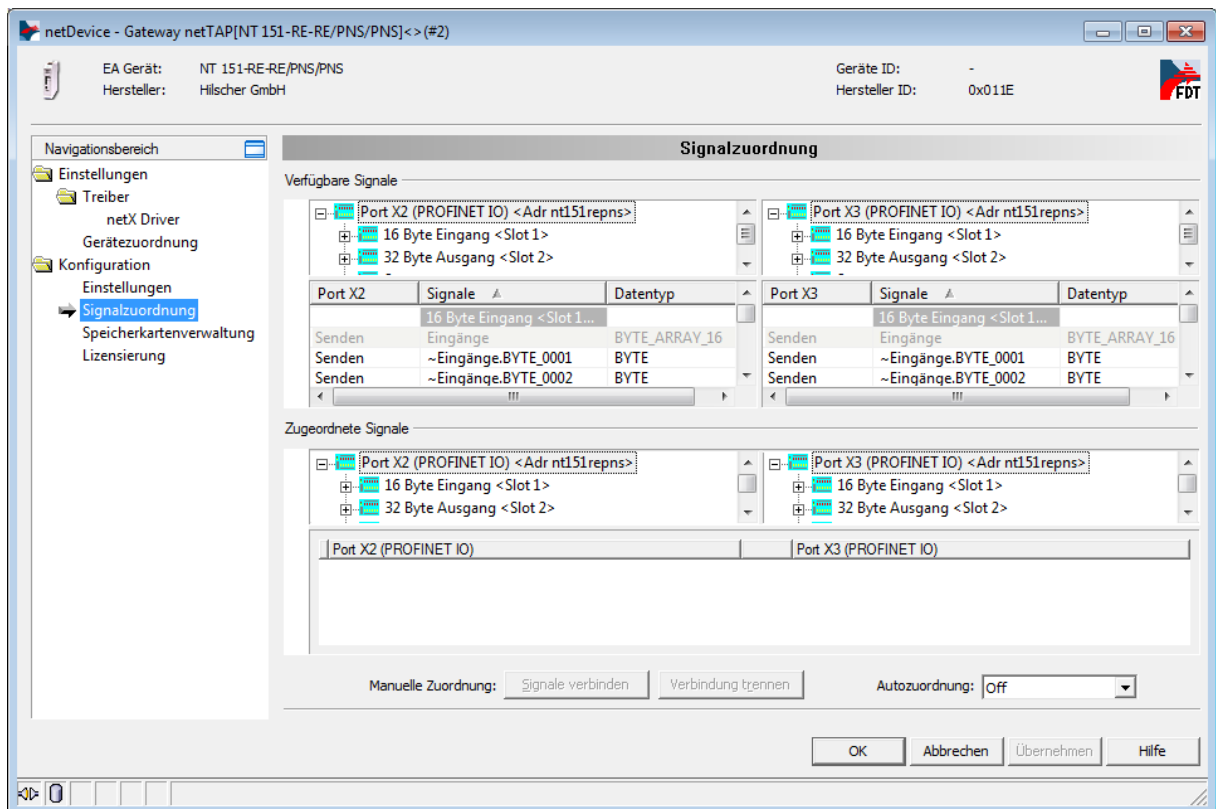 netDevice - Gateway netTAP[NT 151-RE-RE/PNS/PNS]<>(#2)
EA Gerät: NT 151-RE-RE/PNS/PNS Geräte ID: -
Hersteller: Hilscher GmbH Hersteller ID: 0x011E
FDT
Navigationsbereich
Einstellungen
Treiber
netX Driver
Gerätezuordnung
Konfiguration
Einstellungen
Signalzuordnung
Speicherkartenverwaltung
Lizensierung
Signalzuordnung
Verfügbare Signale
Port X2 (PROFINET IO) <Adr nt151repns> Port X3 (PROFINET IO) <Adr nt151repns>
16 Byte Eingang <Slot 1> 16 Byte Eingang <Slot 1>
32 Byte Ausgang <Slot 2> 32 Byte Ausgang <Slot 2>
Port X2 Signale Datentyp Port X3 Signale Datentyp
16 Byte Eingang <Slot 1... 16 Byte Eingang <Slot 1...
Senden Eingänge BYTE_ARRAY_16 Senden Eingänge BYTE_ARRAY_16
Senden ~Eingänge.BYTE_0001 BYTE Senden ~Eingänge.BYTE_0001 BYTE
Senden ~Eingänge.BYTE_0002 BYTE Senden ~Eingänge.BYTE_0002 BYTE
Zugeordnete Signale
Port X2 (PROFINET IO) <Adr nt151repns> Port X3 (PROFINET IO) <Adr nt151repns>
16 Byte Eingang <Slot 1> 16 Byte Eingang <Slot 1>
32 Byte Ausgang <Slot 2> 32 Byte Ausgang <Slot 2>
Port X2 (PROFINET IO) Port X3 (PROFINET IO)
Manuelle Zuordnung: Signale verbinden Verbindung trennen Autozuordnung: Off
OK Abbrechen Übernehmen Hilfe